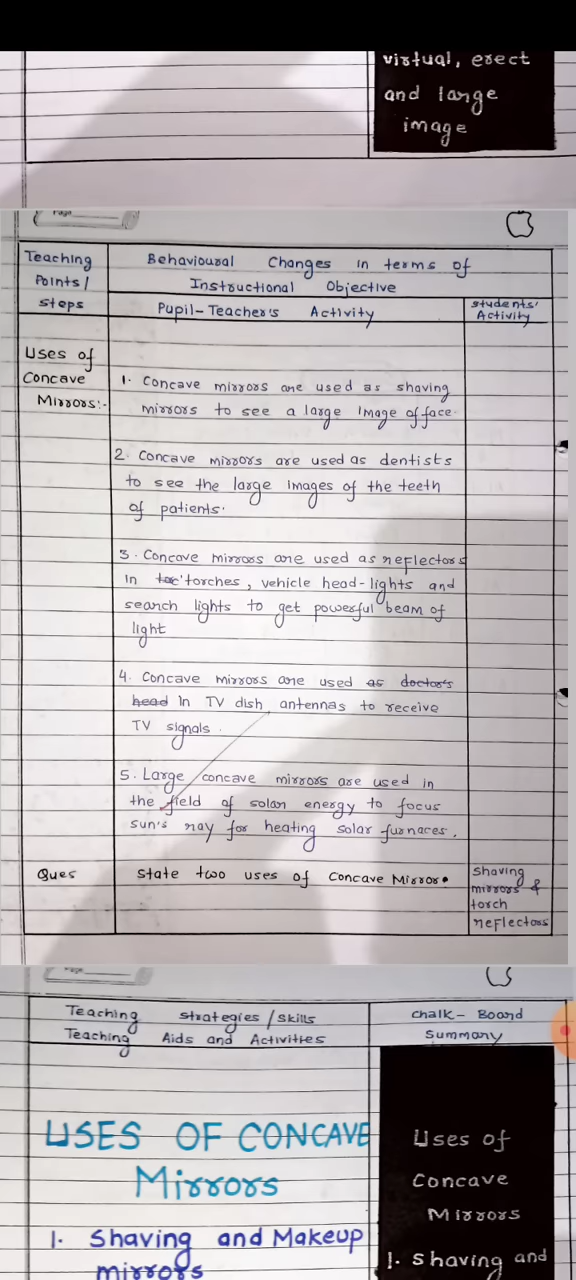 virtual, erect
and large
image
Page
Teaching
Points/
Steps
Behavioural Changes in terms of
Instructional Objective
Pupil-Teacher's Activity
Students'
Activity
Uses of
Concave
Mirrors:-
1. Concave mirrors are used as shaving
mirrors to see a large image of face.
2. Concave mirrors are used as dentists
to see the large images of the teeth
of patients.
3. Concave mirrors are used as reflectors
in toc' torches, vehicle head-lights and
search lights to get powerful beam of
light
4. Concave mirrors are used as doctor's
head in TV dish, antennas to receive
TV signals.
5. Large concave mirrors are used in
the field of solar energy to focus
sun's ray for heating solar furnaces.
Ques
State two uses of Concave Mirror.
Shaving
mirrors &
torch
reflectors
Teaching Strategies/Skills
Teaching Aids and Activities
Chalk-Board
Summary
USES OF CONCAVE
Mirrors
1. Shaving and Makeup
mirrors
Uses of
Concave
Mirrors
1. Shaving and